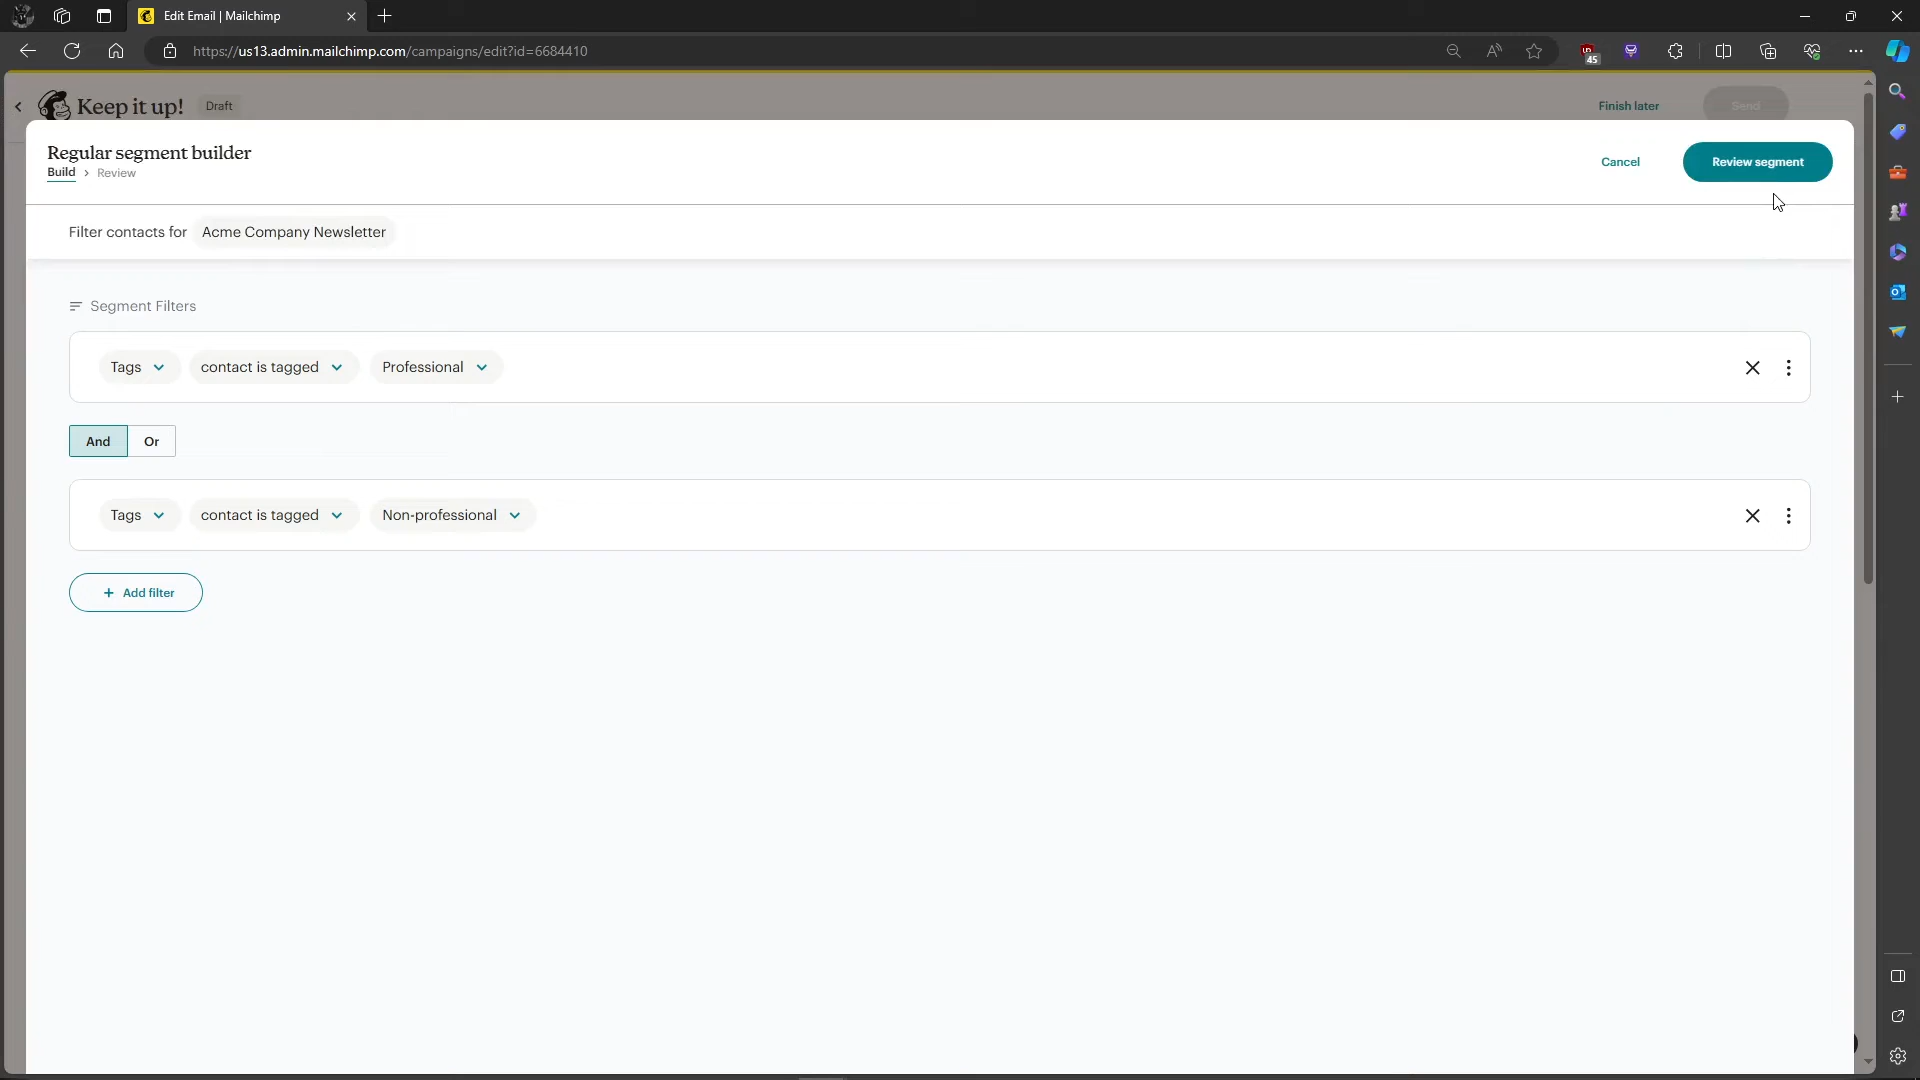 Edit Email | Mailchimp
https://us13.admin.mailchimp.com/campaigns/edit?id=6684410
45
Keep it up!
Draft
Finish later
Send
Regular segment builder
Build > Review
Cancel
Review segment
Filter contacts for Acme Company Newsletter
Segment Filters
Tags contact is tagged Professional
And Or
Tags contact is tagged Non-professional
+ Add filter